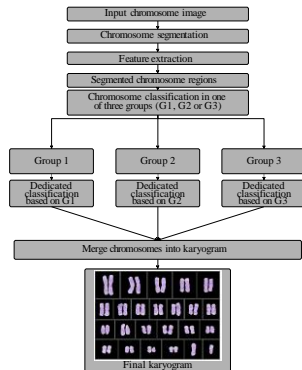 Input chromosome image
Chromosome segmentation
Feature extraction
Segmented chromosome regions
Chromosome classification in one
of three groups (G1, G2 or G3)
Group 1
Group 2
Group 3
Dedicated
classification
based on G1
Dedicated
classification
based on G2
Dedicated
classification
based on G3
Merge chromosomes into karyogram
Final karyogram